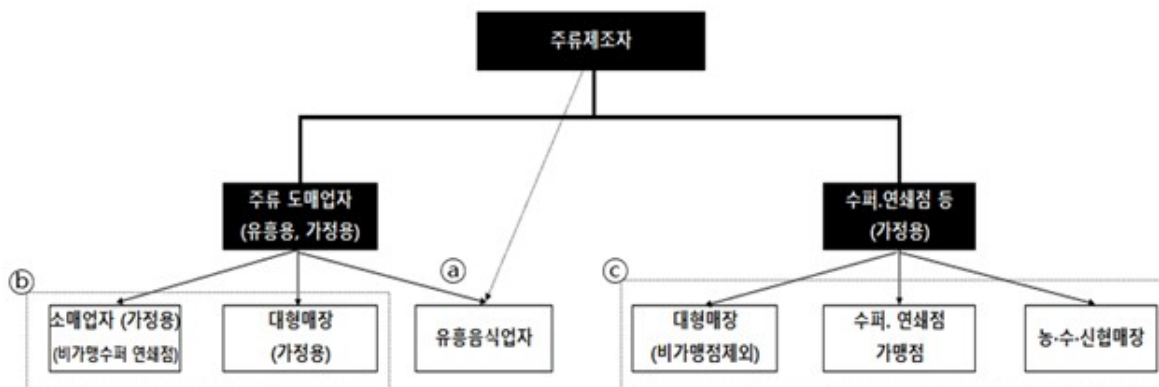 주류제조자
주류 도매업자
(유흥용, 가정용)
수퍼.연쇄점 등
(가정용)
ⓑ
ⓐ
ⓒ
소매업자 (가정용)
(비가맹수퍼 연쇄점)
대형매장
(가정용)
유흥음식업자
대형매장
(비가맹점제외)
수퍼. 연쇄점
가맹점
농·수·신협매장